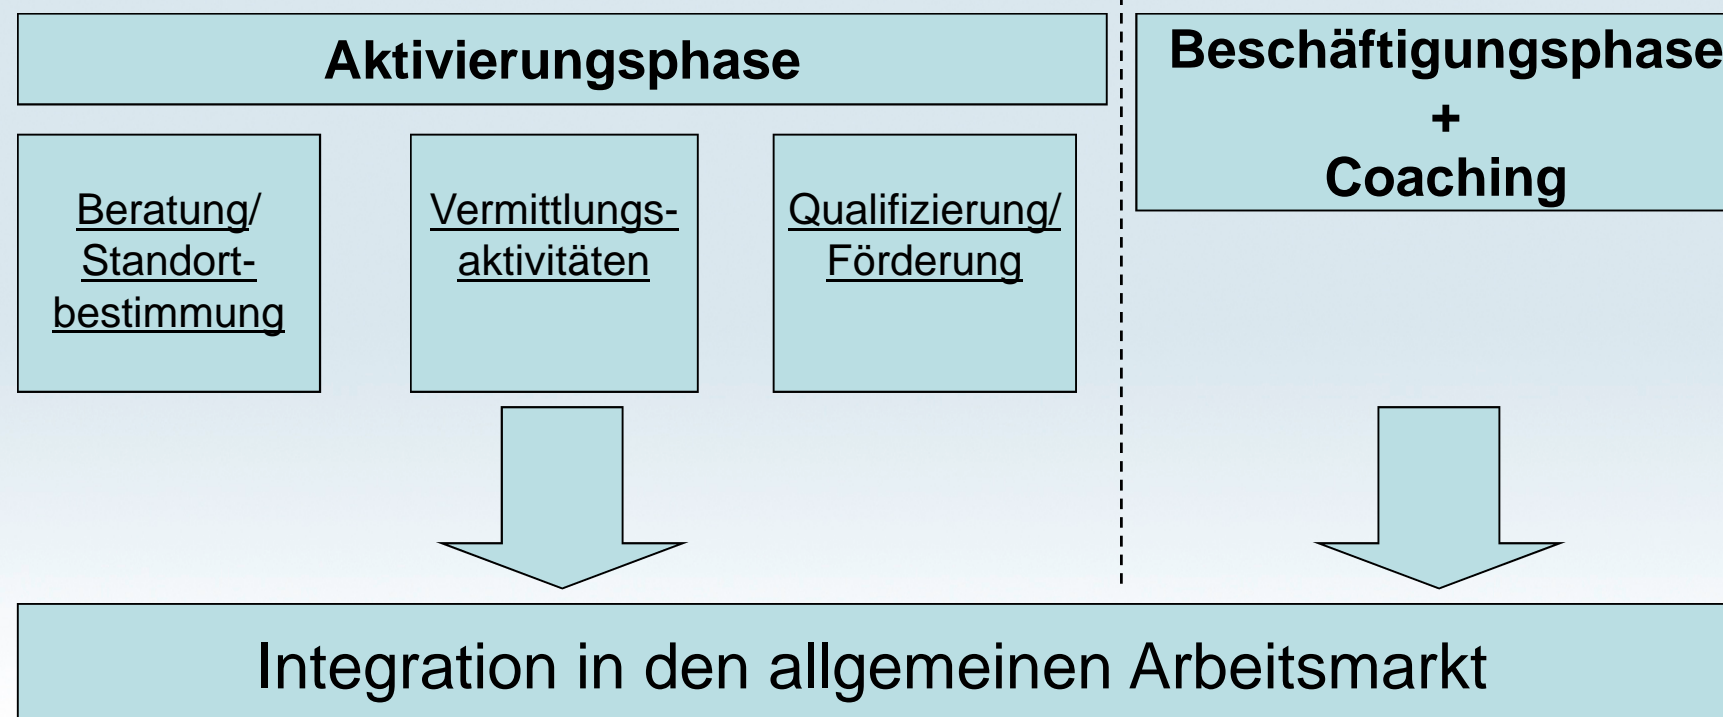 Aktivierungsphase
Beschäftigungsphase
+
Coaching
Beratung/
Standort-
bestimmung
Vermittlungs-
aktivitäten
Qualifizierung/
Förderung
Integration in den allgemeinen Arbeitsmarkt